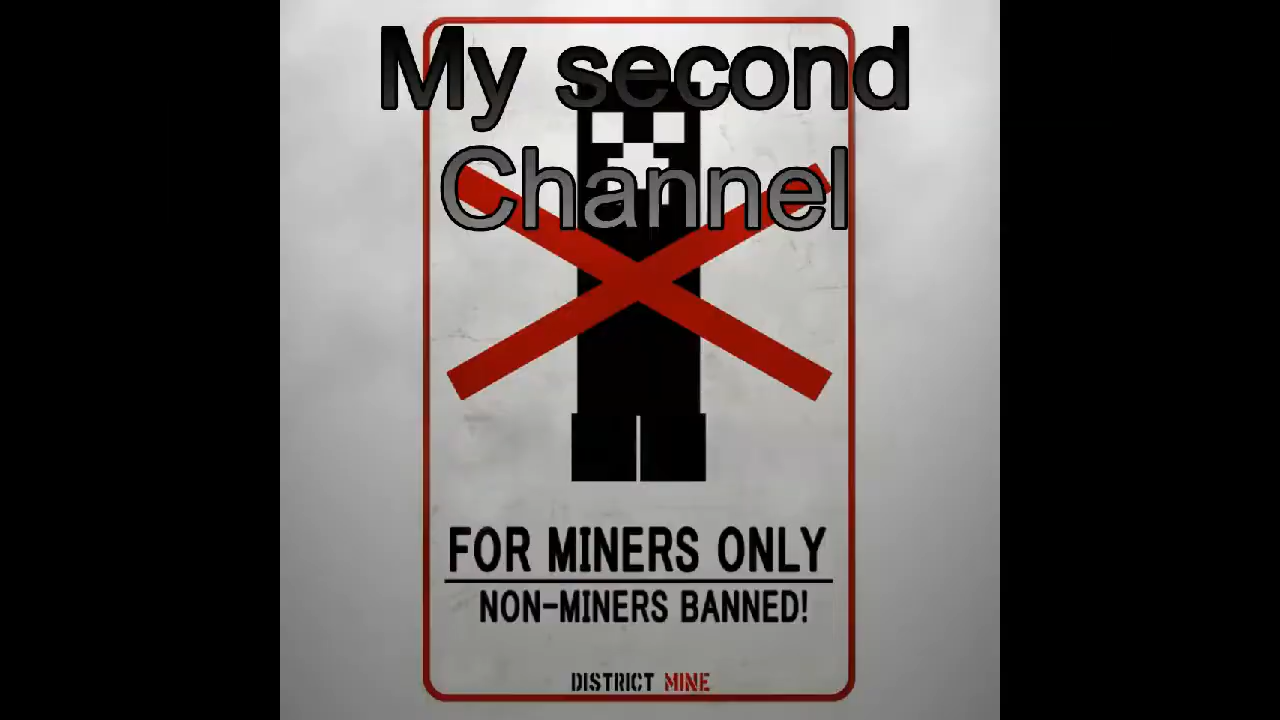 My second
Channel
FOR MINERS ONLY
NON-MINERS BANNED!
DISTRICT MINE